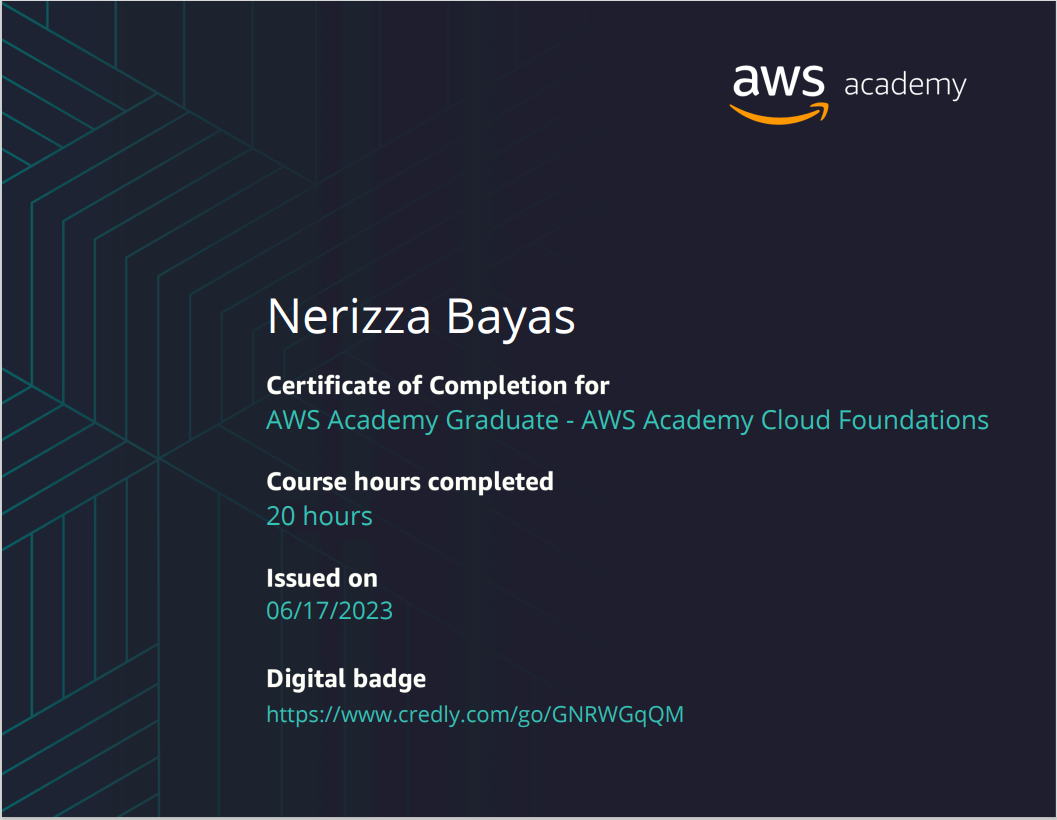 aws academy
Nerizza Bayas
Certificate of Completion for
AWS Academy Graduate - AWS Academy Cloud Foundations
Course hours completed
20 hours
Issued on
06/17/2023
Digital badge
https://www.credly.com/go/GNRWGqQM